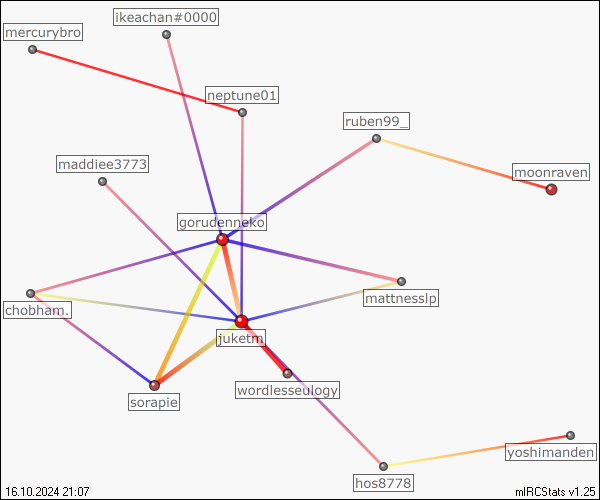 ikeachan#0000
mercurybro
neptune01
ruben99_
maddiee3773
moonraven
gorudenneko
mattnesslp
chobham.
juketm
wordlesseulogy
sorapie
yoshimanden
hos8778
16.10.2024 21:07
mIRCStats v1.25